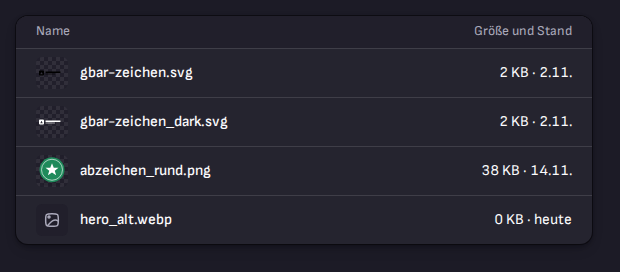 Name Größe und Stand
gbar-zeichen.svg 2 KB · 2.11.
gbar-zeichen_dark.svg 2 KB · 2.11.
abzeichen_rund.png 38 KB · 14.11.
hero_alt.webp 0 KB · heute